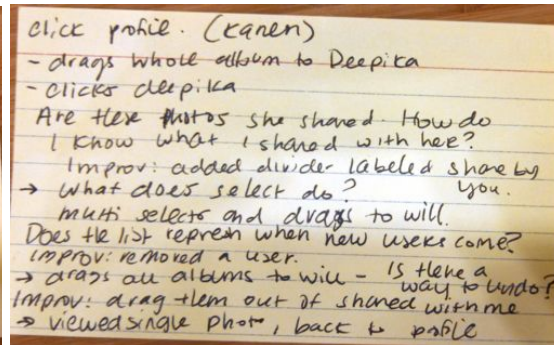 click profile. (Karen)
- drags whole album to Deepika
- clicks deepika
Are these photos she shared. How do
I know what I shared with her?
Improv: added divider labeled share by you.
→ what does select do?
multi selects and drags to will.
Does the list refresh when new users come?
Improv: removed a user.
→ drags all albums to will - Is there a way to undo?
Improv: drag them out of shared with me
→ viewed single photo, back to profile